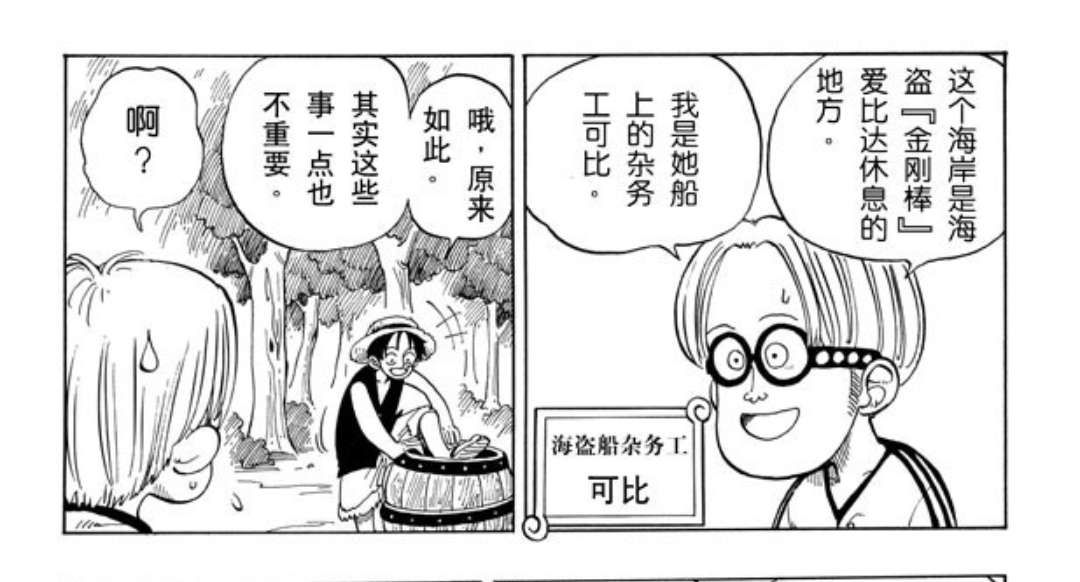 这个海岸是海
盗『金刚棒』
爱比达休息的
地方。
我是她船
上的杂务
工可比。
海盗船杂务工
可比
哦,原来
如此。
其实这些
事一点也
不重要。
啊?